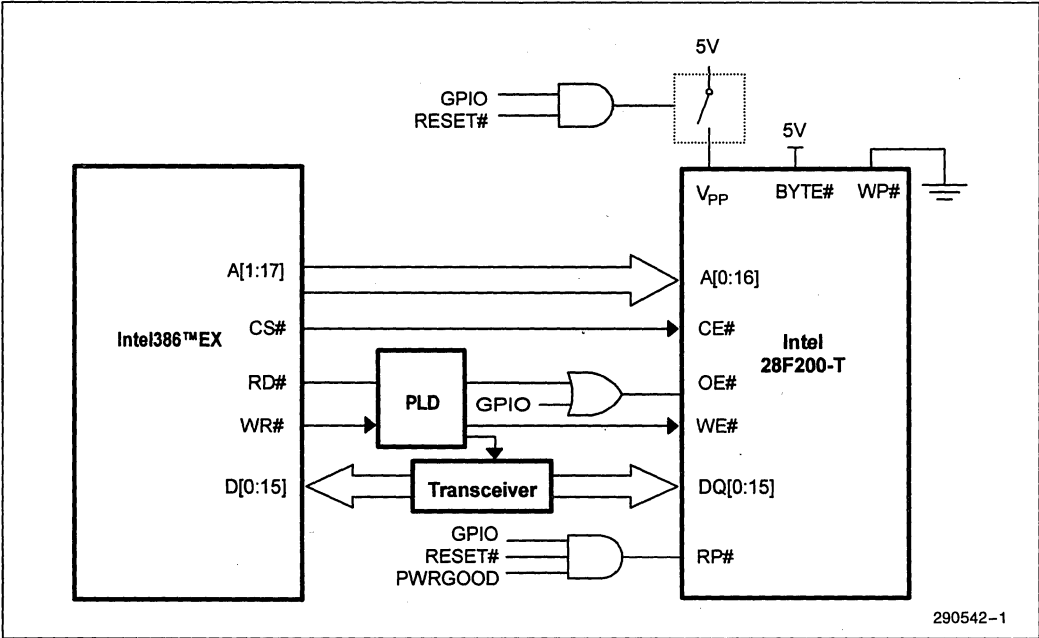 5V
GPIO
RESET#
5V
VPP
BYTE#
WP#
A[1:17]
A[0:16]
Intel386™EX
CS#
CE#
Intel
28F200-T
RD#
PLD
GPIO
OE#
WR#
WE#
D[0:15]
Transceiver
DQ[0:15]
GPIO
RESET#
PWRGOOD
RP#
290542-1